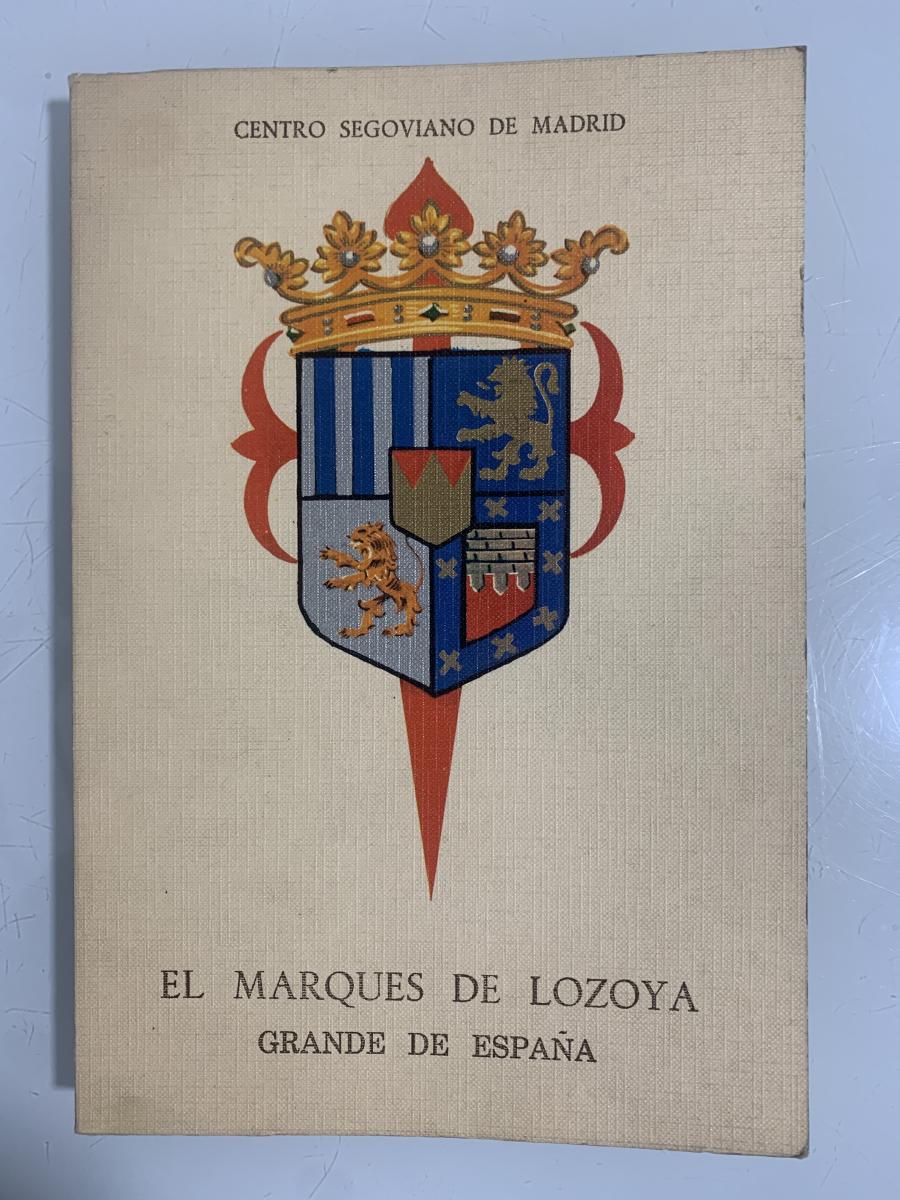 CENTRO SEGOVIANO DE MADRID
EL MARQUES DE LOZOYA
GRANDE DE ESPAÑA